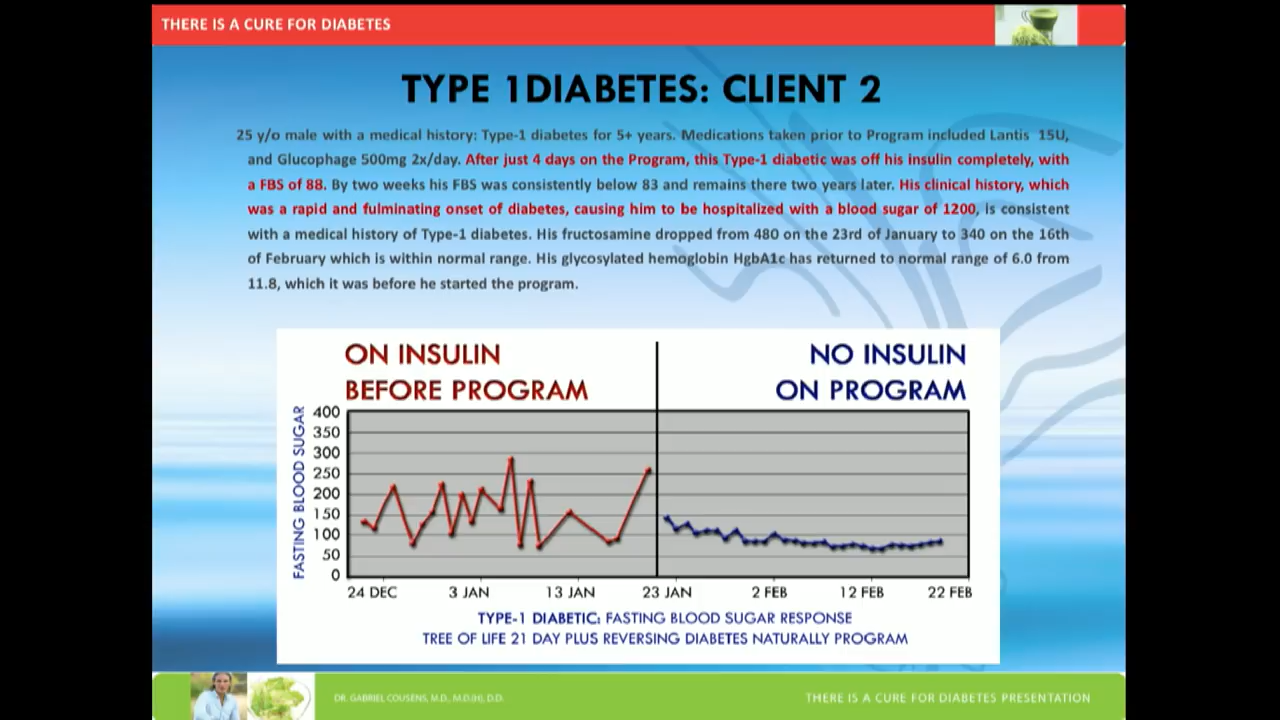 THERE IS A CURE FOR DIABETES
TYPE 1DIABETES: CLIENT 2
25 y/o male with a medical history: Type-1 diabetes for 5+ years. Medications taken prior to Program included Lantis 15U,
and Glucophage 500mg 2x/day. After just 4 days on the Program, this Type-1 diabetic was off his insulin completely, with
a FBS of 88. By two weeks his FBS was consistently below 83 and remains there two years later. His clinical history, which
was a rapid and fulminating onset of diabetes, causing him to be hospitalized with a blood sugar of 1200, is consistent
with a medical history of Type-1 diabetes. His fructosamine dropped from 480 on the 23rd of January to 340 on the 16th
of February which is within normal range. His glycosylated hemoglobin HgbA1c has returned to normal range of 6.0 from
11.8, which it was before he started the program.
ON INSULIN
BEFORE PROGRAM
NO INSULIN
ON PROGRAM
FASTING BLOOD SUGAR
400
350
300
250
200
150
100
50
0
24 DEC 3 JAN 13 JAN 23 JAN 2 FEB 12 FEB 22 FEB
TYPE-1 DIABETIC: FASTING BLOOD SUGAR RESPONSE
TREE OF LIFE 21 DAY PLUS REVERSING DIABETES NATURALLY PROGRAM
DR. GABRIEL COUSENS, M.D., M.D.(H), D.D.
THERE IS A CURE FOR DIABETES PRESENTATION